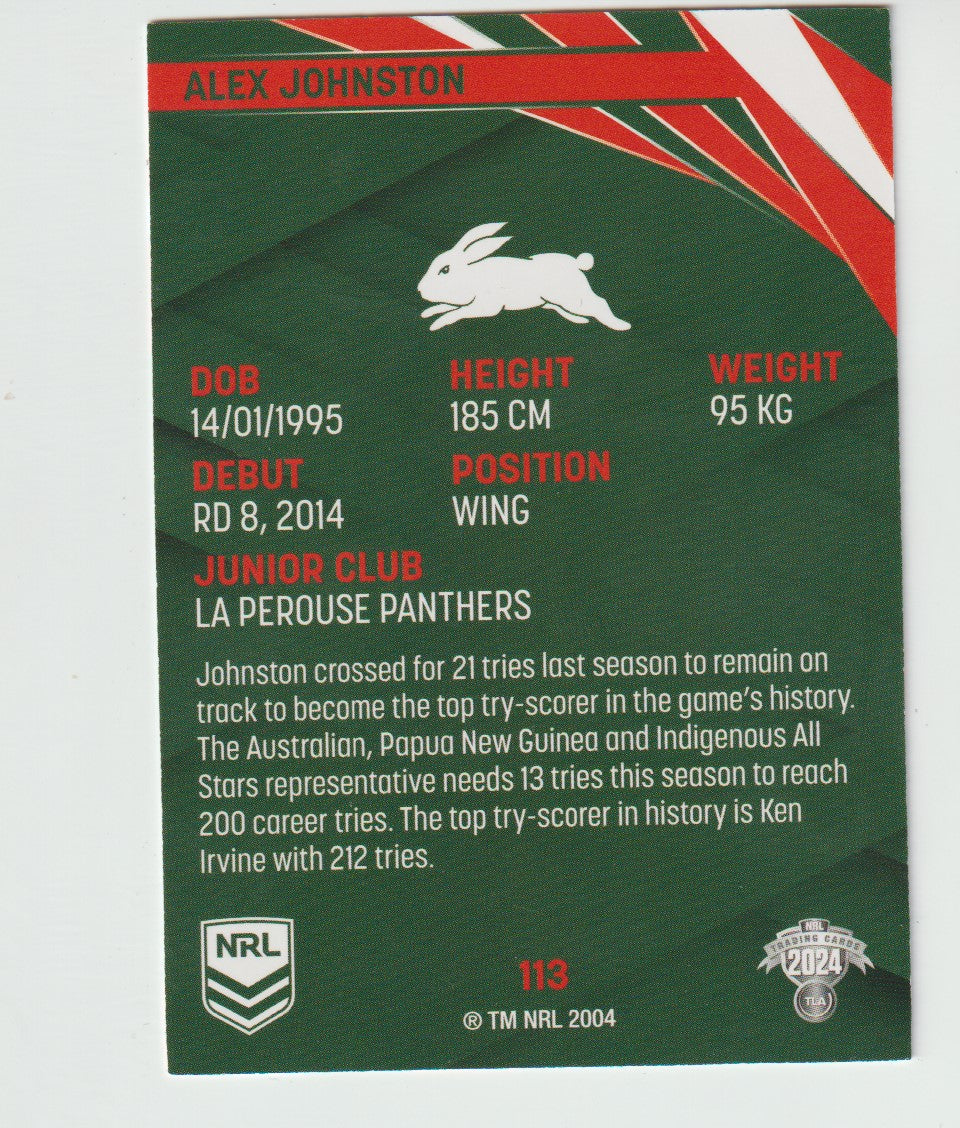 ALEX JOHNSTON
DOB
14/01/1995
HEIGHT
185 CM
WEIGHT
95 KG
DEBUT
RD 8, 2014
POSITION
WING
JUNIOR CLUB
LA PEROUSE PANTHERS
Johnston crossed for 21 tries last season to remain on
track to become the top try-scorer in the game's history.
The Australian, Papua New Guinea and Indigenous All
Stars representative needs 13 tries this season to reach
200 career tries. The top try-scorer in history is Ken
Irvine with 212 tries.
NRL
113
® TM NRL 2004
NRL
TRADING CARDS
2024
TLA